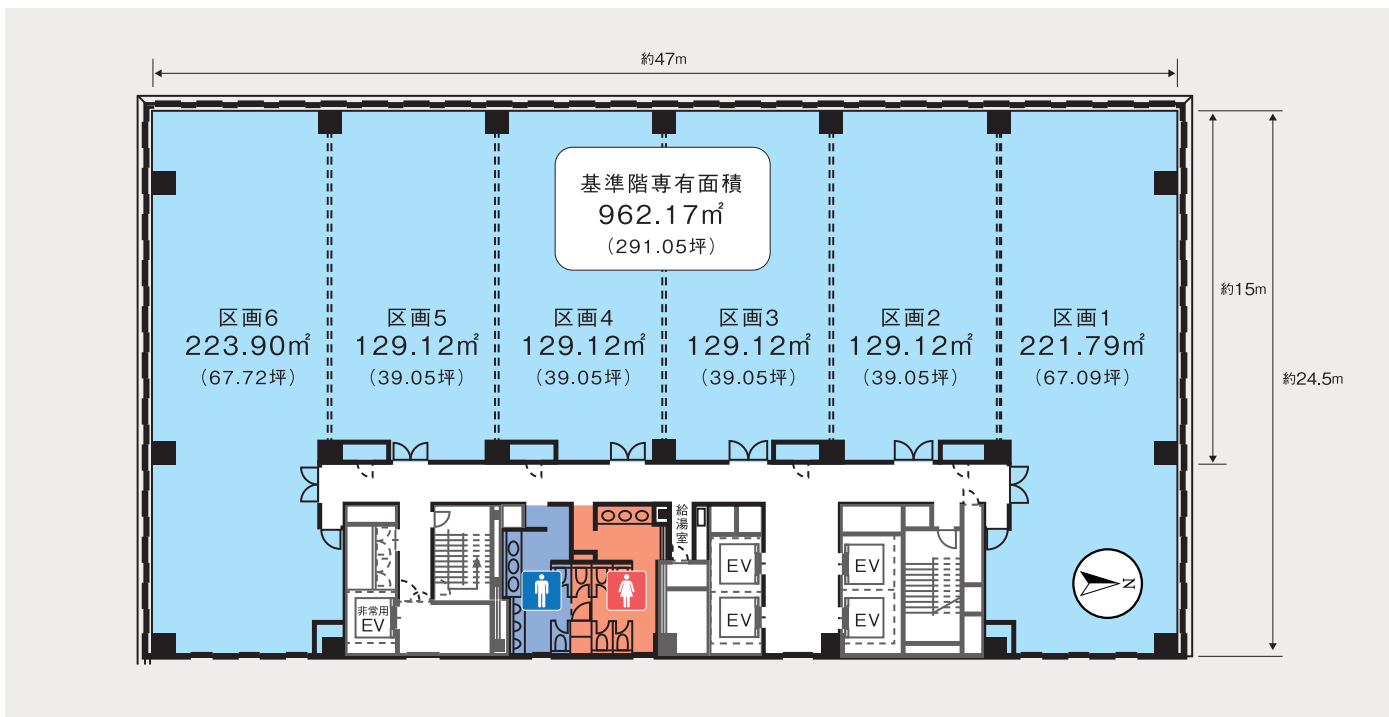 約47m
基準階専有面積
962.17㎡
（291.05坪）
約15m
約24.5m
区画6
223.90㎡
（67.72坪）
区画5
129.12㎡
（39.05坪）
区画4
129.12㎡
（39.05坪）
区画3
129.12㎡
（39.05坪）
区画2
129.12㎡
（39.05坪）
区画1
221.79㎡
（67.09坪）
給湯室
EV
EV
EV
EV
非常用
EV
N